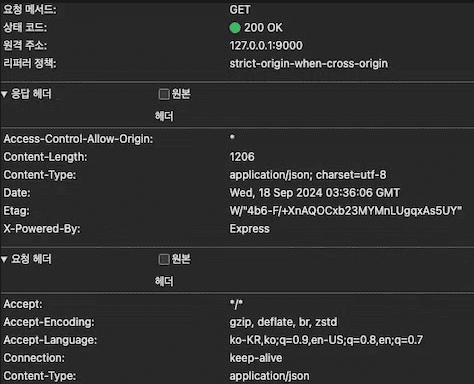 요청 메서드: GET
상태 코드: 200 OK
원격 주소: 127.0.0.1:9000
리퍼러 정책: strict-origin-when-cross-origin
▼ 응답 헤더 원본
헤더
Access-Control-Allow-Origin: *
Content-Length: 1206
Content-Type: application/json; charset=utf-8
Date: Wed, 18 Sep 2024 03:36:06 GMT
Etag: W/"4b6-F/+XnAQOCxb23MYMnLUgqxAs5UY"
X-Powered-By: Express
▼ 요청 헤더 원본
헤더
Accept: */*
Accept-Encoding: gzip, deflate, br, zstd
Accept-Language: ko-KR,ko;q=0.9,en-US;q=0.8,en;q=0.7
Connection: keep-alive
Content-Type: application/json